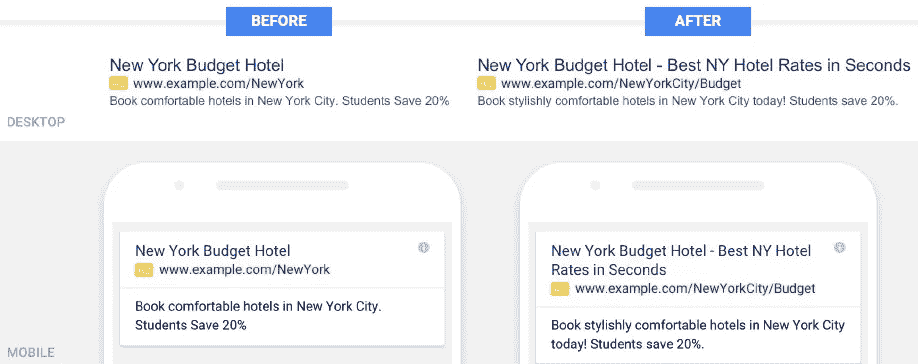 BEFORE
AFTER
New York Budget Hotel
www.example.com/NewYork
Book comfortable hotels in New York City. Students Save 20%
New York Budget Hotel - Best NY Hotel Rates in Seconds
www.example.com/NewYorkCity/Budget
Book stylishly comfortable hotels in New York City today! Students save 20%.
DESKTOP
New York Budget Hotel
www.example.com/NewYork
Book comfortable hotels in New York City.
Students Save 20%
New York Budget Hotel - Best NY Hotel
Rates in Seconds
www.example.com/NewYorkCity/Budget
Book stylishly comfortable hotels in New York City
today! Students save 20%.
MOBILE